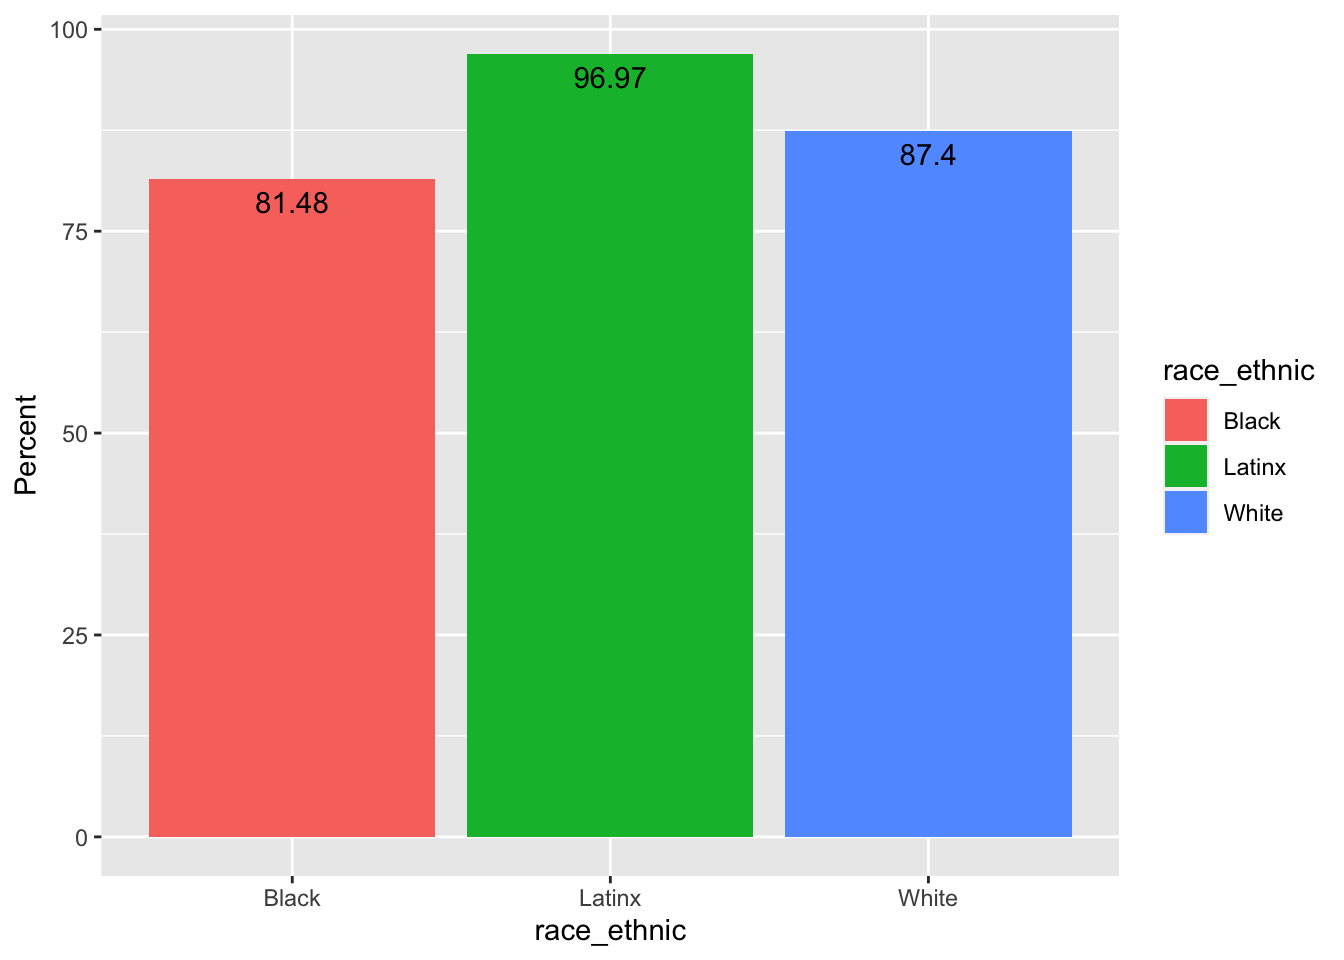 Percent
100
75
50
25
0
81.48
96.97
87.4
Black
Latinx
White
race_ethnic
race_ethnic
Black
Latinx
White